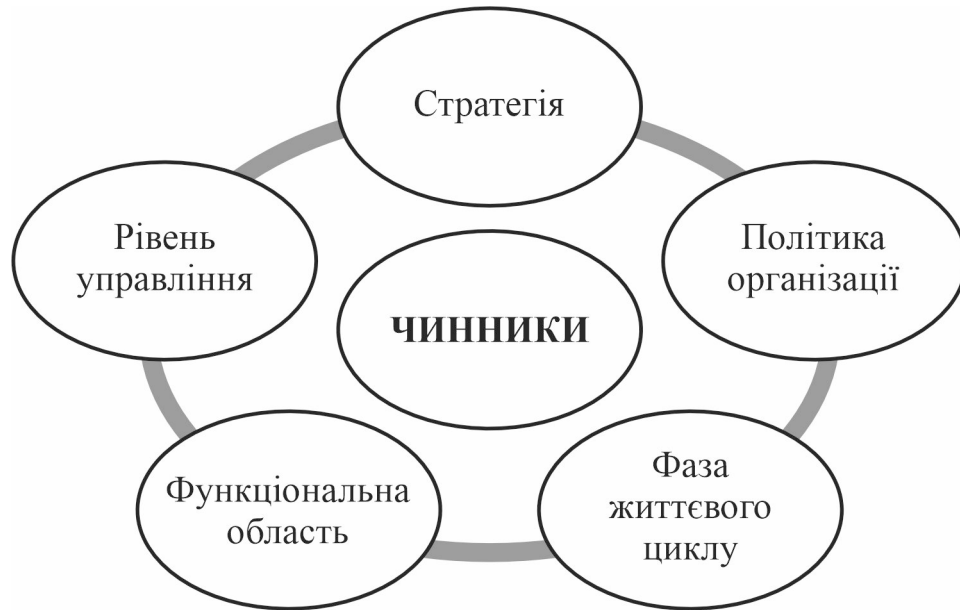 Стратегія
Рівень
управління
Політика
організації
ЧИННИКИ
Функціональна
область
Фаза
життєвого
циклу